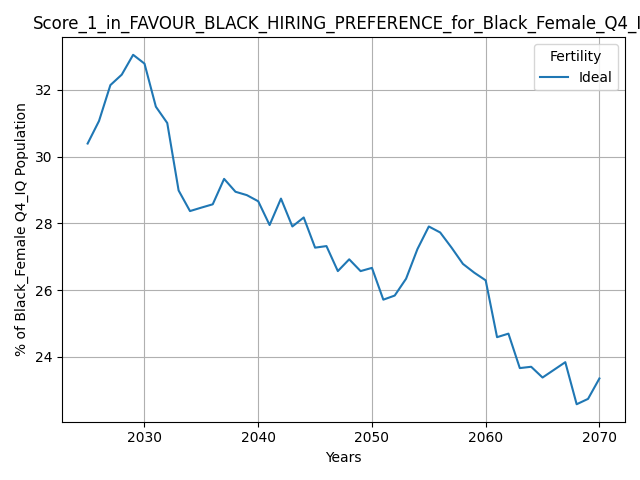 Score_1_in_FAVOUR_BLACK_HIRING_PREFERENCE_for_Black_Female_Q4_I
Fertility
Ideal
% of Black_Female Q4_IQ Population
32
30
28
26
24
2030 2040 2050 2060 2070
Years